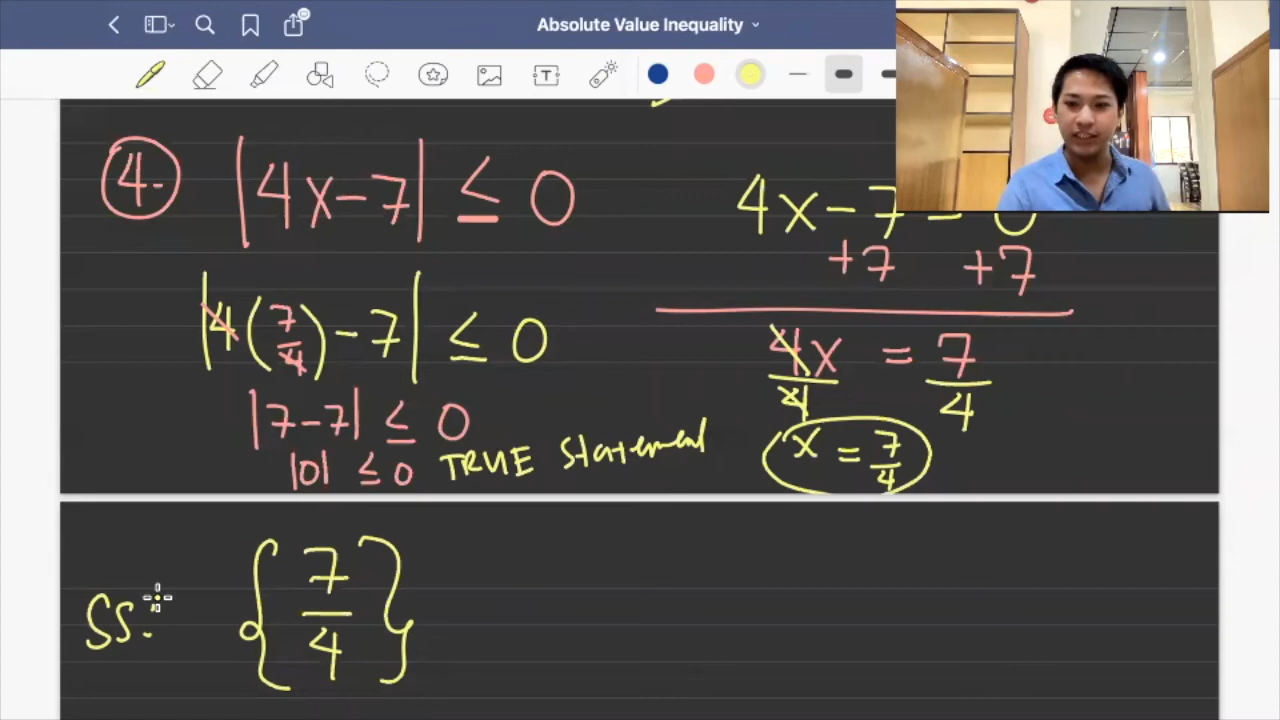 Absolute Value Inequality
T
4. |4x-7| ≤ 0
|4(7/4)-7| ≤ 0
|7-7| ≤ 0
|0| ≤ 0 TRUE Statement
4x-7 = 0
+7 +7
4x/4 = 7/4
x = 7/4
SS: {7/4}